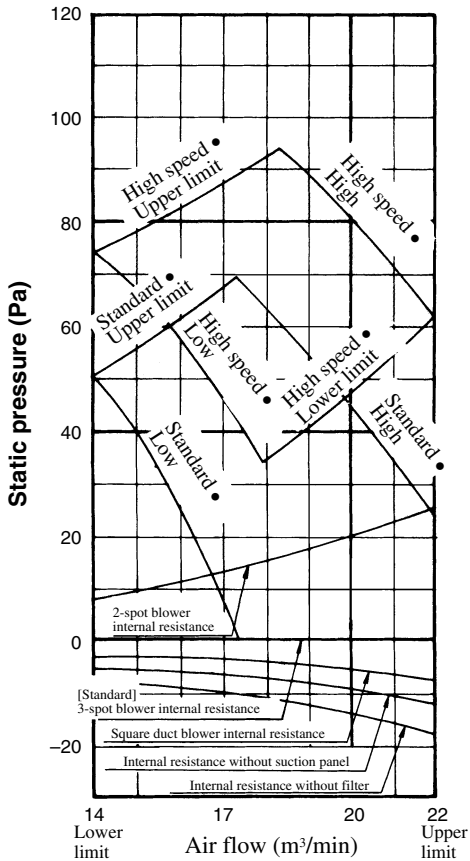 120
100
80
60
40
20
0
−20
Static pressure (Pa)
High speed
Upper limit
High speed
High
Standard
Upper limit
High speed
Low
High speed
Lower limit
Standard
High
Standard
Low
2-spot blower
internal resistance
[Standard]
3-spot blower internal resistance
Square duct blower internal resistance
Internal resistance without suction panel
Internal resistance without filter
14
17
20
22
Lower
limit
Air flow (m³/min)
Upper
limit